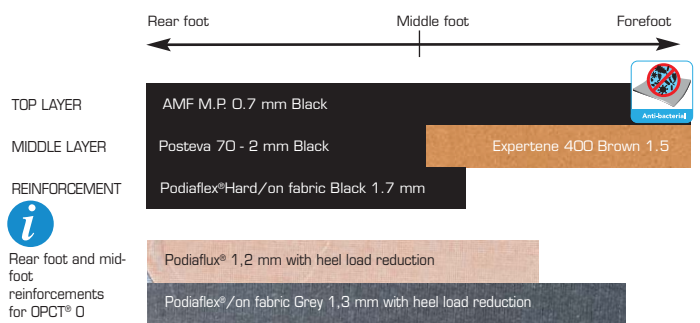 Rear foot Middle foot Forefoot
TOP LAYER AMF M.P. 0.7 mm Black
Anti-bacterial
MIDDLE LAYER Posteva 70 - 2 mm Black Expertene 400 Brown 1.5
REINFORCEMENT Podiaflex®Hard/on fabric Black 1.7 mm
i
Rear foot and mid-
foot
reinforcements
for OPCT® 0
Podiaflux® 1,2 mm with heel load reduction
Podiaflex®/on fabric Grey 1,3 mm with heel load reduction